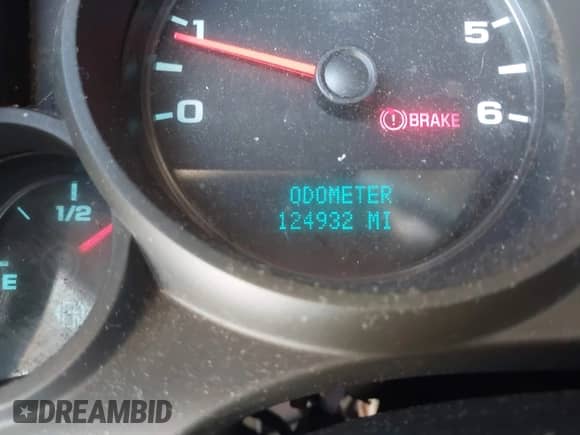 1
5
0
6
BRAKE
ODOMETER
124932 MI
1/2
E
DREAMBID